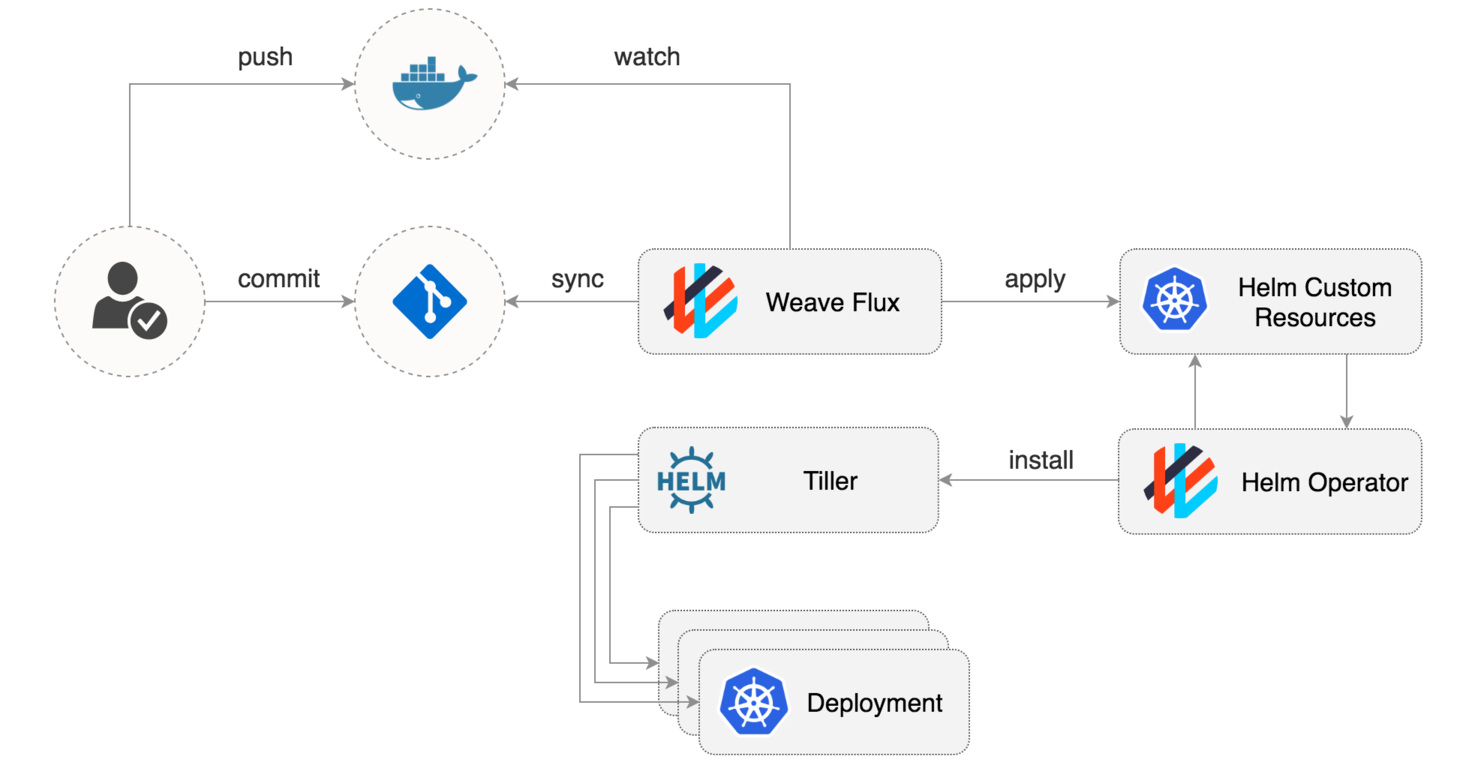 push
watch
commit
sync
Weave Flux
apply
Helm Custom
Resources
HELM
Tiller
install
Helm Operator
Deployment